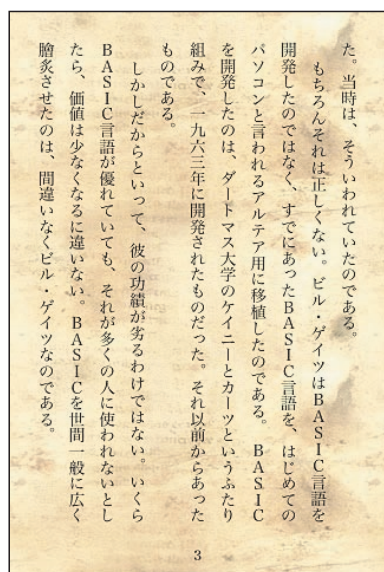 た。当時は、そういわれていたのである。
もちろんそれは正しくない。ビル・ゲイツはBASIC言語を
開発したのではなく、すでにあったBASIC言語を、はじめての
パソコンと言われるアルテア用に移植したのである。BASIC
を開発したのは、ダートマス大学のケイニーとカーツというふたり
組みで、一九六三年に開発されたものだった。それ以前からあった
ものである。
しかしだからといって、彼の功績が劣るわけではない。いくら
BASIC言語が優れていても、それが多くの人に使われないとし
たら、価値は少なくなるに違いない。BASICを世間一般に広く
膾炙させたのは、間違いなくビル・ゲイツなのである。
3